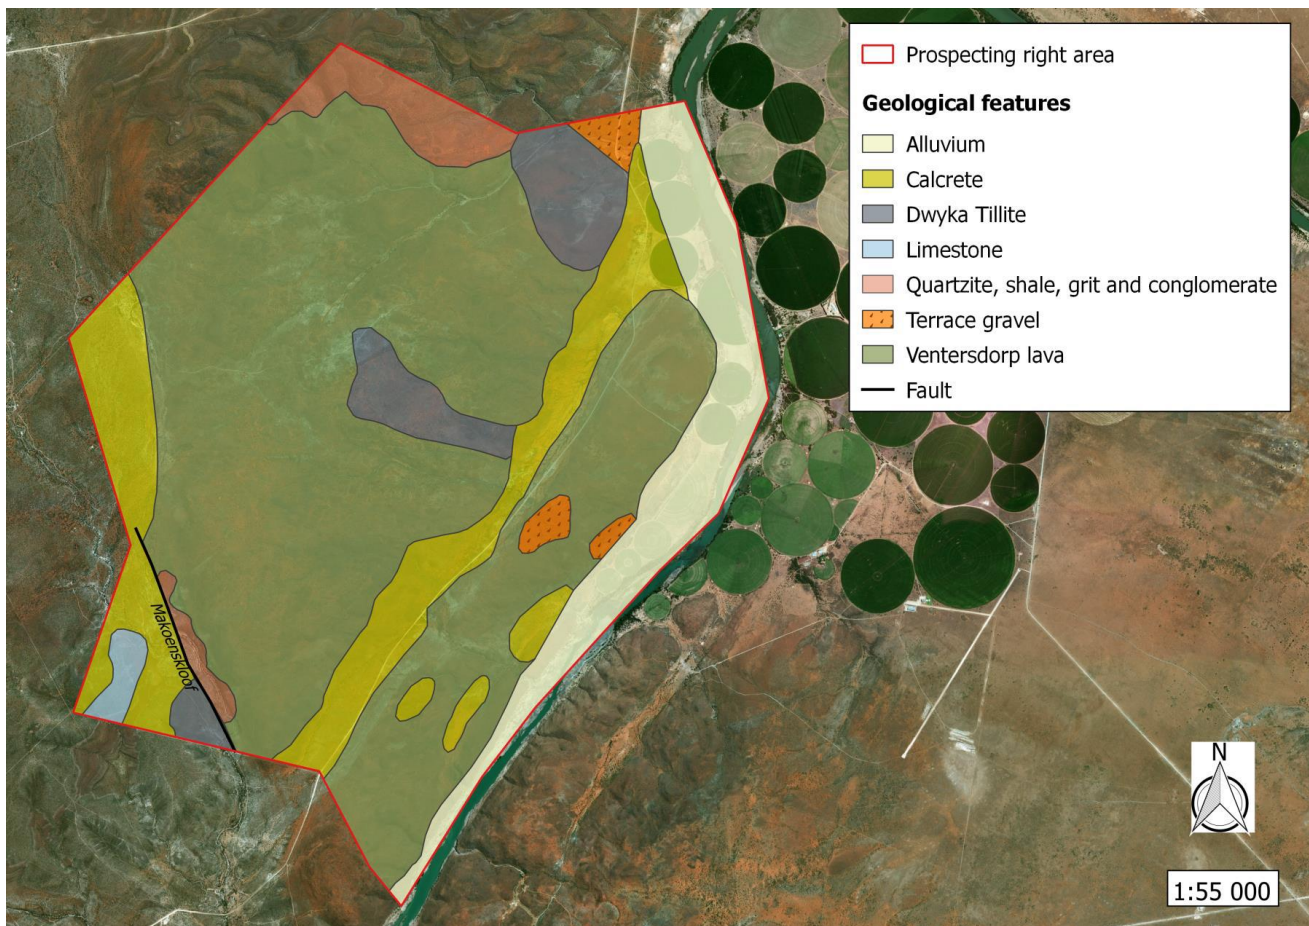 Prospecting right area
Geological features
Alluvium
Calcrete
Dwyka Tillite
Limestone
Quartzite, shale, grit and conglomerate
Terrace gravel
Ventersdorp lava
Fault
Makoenskloof
N
1:55 000